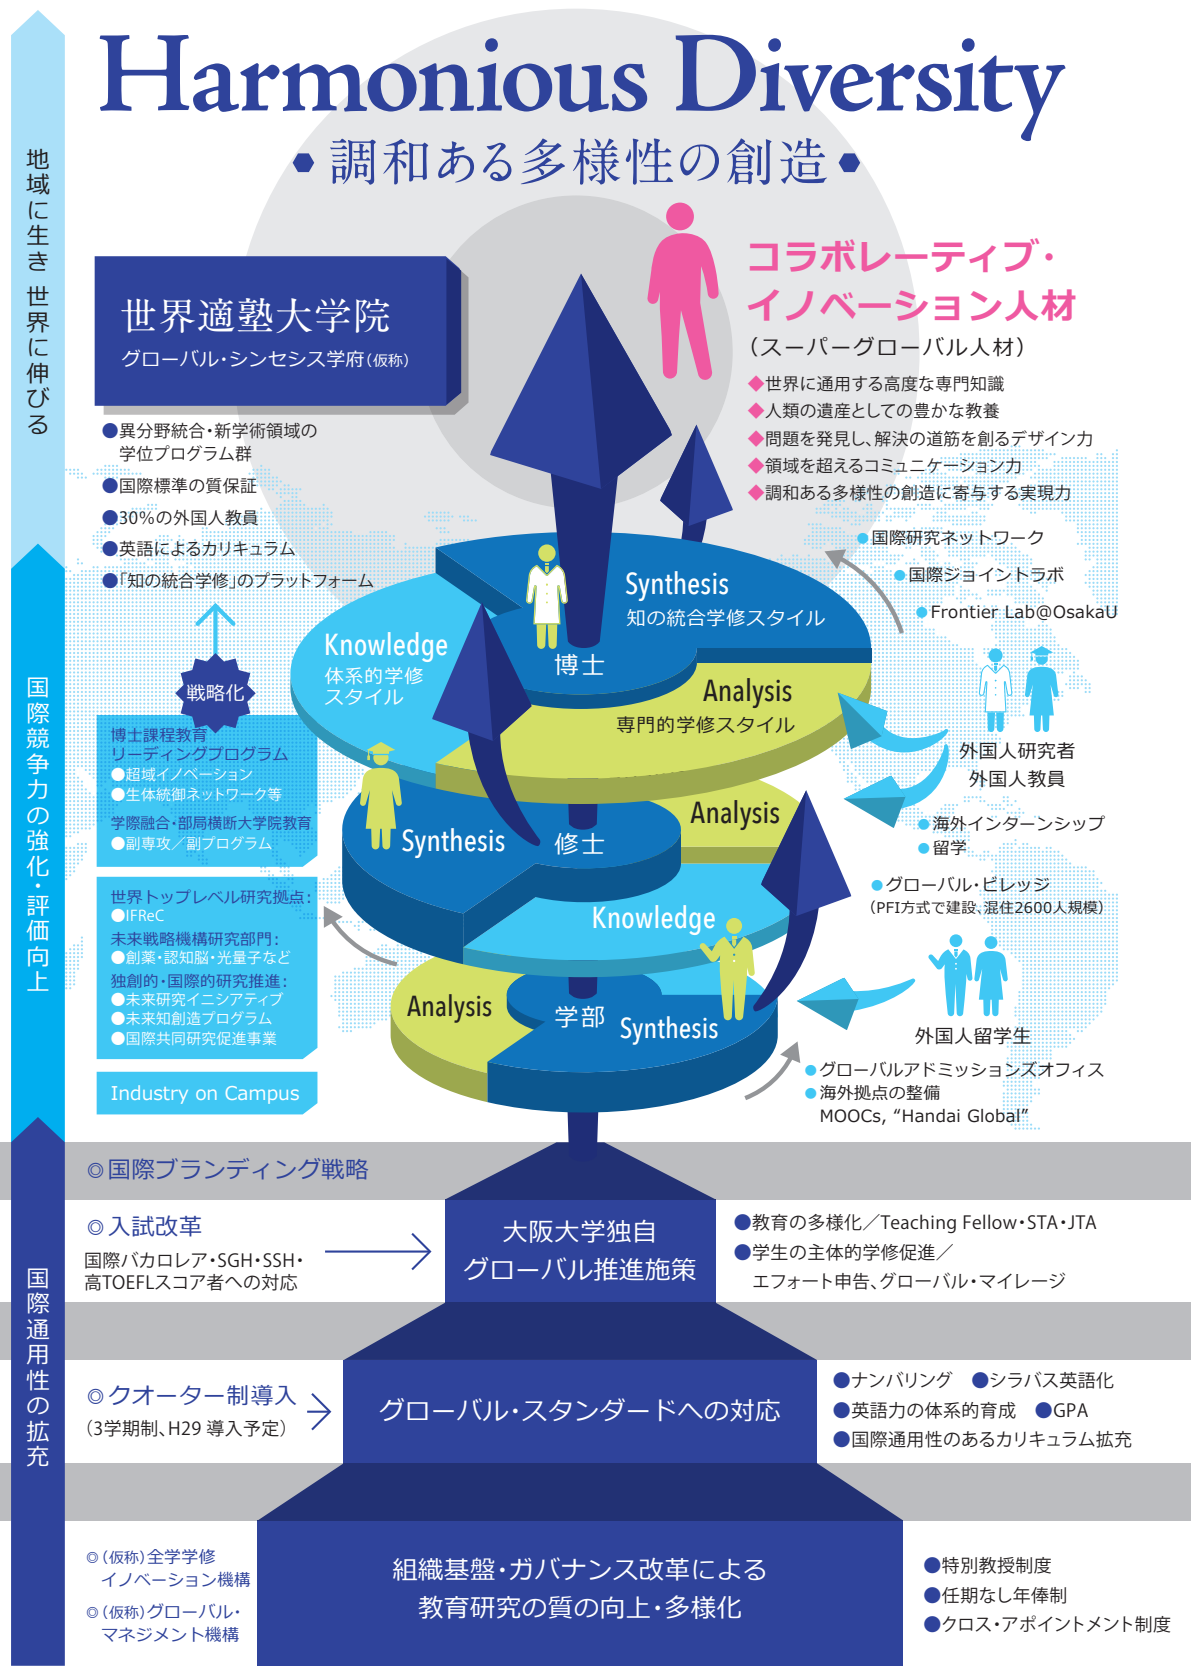 Harmonious Diversity
調和ある多様性の創造
地域に生き 世界に伸びる
世界適塾大学院
グローバル・シンセシス学府(仮称)
●異分野統合・新学術領域の
学位プログラム群
●国際標準の質保証
●30%の外国人教員
●英語によるカリキュラム
●「知の統合学修」のプラットフォーム
コラボレーティブ・
イノベーション人材
(スーパーグローバル人材)
◆世界に通用する高度な専門知識
◆人類の遺産としての豊かな教養
◆問題を発見し、解決の道筋を創るデザイン力
◆領域を超えるコミュニケーション力
◆調和ある多様性の創造に寄与する実現力
●国際研究ネットワーク
●国際ジョイントラボ
●Frontier Lab@OsakaU
Synthesis
知の統合学修スタイル
Knowledge
体系的学修
スタイル
博士
Analysis
専門的学修スタイル
外国人研究者
外国人教員
国際競争力の強化・評価向上
戦略化
博士課程教育
リーディングプログラム
●超域イノベーション
●生体統御ネットワーク等
学際融合・部局横断大学院教育
●副専攻／副プログラム
世界トップレベル研究拠点:
●IFReC
未来戦略機構研究部門:
●創薬・認知脳・光量子など
独創的・国際的研究推進:
●未来研究イニシアティブ
●未来知創造プログラム
●国際共同研究促進事業
Industry on Campus
Synthesis
修士
Analysis
Knowledge
●海外インターンシップ
●留学
●グローバル・ビレッジ
(PFI方式で建設、混住2600人規模)
Analysis
学部
Synthesis
外国人留学生
●グローバルアドミッションズオフィス
●海外拠点の整備
MOOCs, “Handai Global”
国際通用性の拡充
◎国際ブランディング戦略
◎入試改革
国際バカロレア・SGH・SSH・
高TOEFLスコア者への対応
大阪大学独自
グローバル推進施策
●教育の多様化／Teaching Fellow・STA・JTA
●学生の主体的学修促進／
エフォート申告、グローバル・マイレージ
◎クオーター制導入
(3学期制、H29 導入予定)
グローバル・スタンダードへの対応
●ナンバリング ●シラバス英語化
●英語力の体系的育成 ●GPA
●国際通用性のあるカリキュラム拡充
◎(仮称)全学学修
イノベーション機構
◎(仮称)グローバル・
マネジメント機構
組織基盤・ガバナンス改革による
教育研究の質の向上・多様化
●特別教授制度
●任期なし年俸制
●クロス・アポイントメント制度